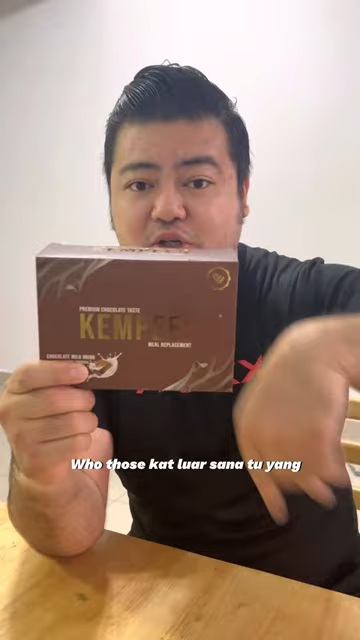 PREMIUM CHOCOLATE TASTE
MEAL REPLACEMENT
CHOCOLATE MILK DRINK
Who those kat luar sana tu yang